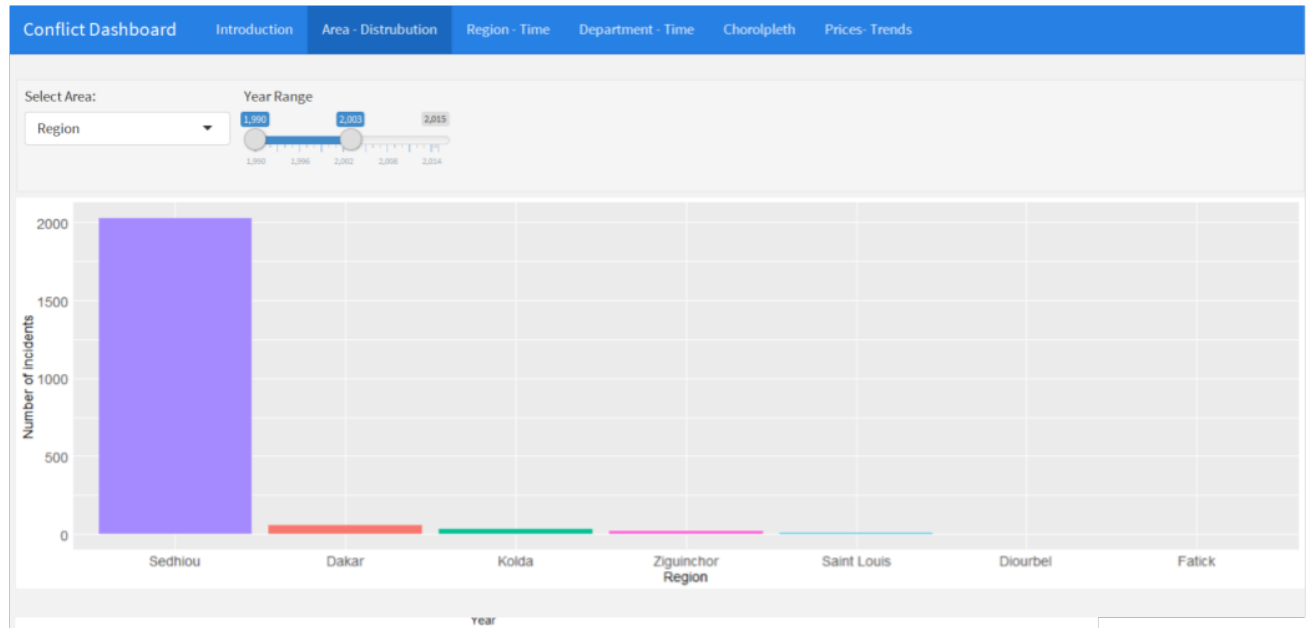 Conflict Dashboard Introduction Area - Distrubution Region - Time Department - Time Chorolpleth Prices- Trends
Select Area: Year Range
Region 1,990 2,003 2,015
1,990 1,996 2,002 2,008 2,014
2000
1500
1000
500
0
Number of incidents
Sedhiou Dakar Kolda Ziguinchor Saint Louis Diourbel Fatick
Region
Year